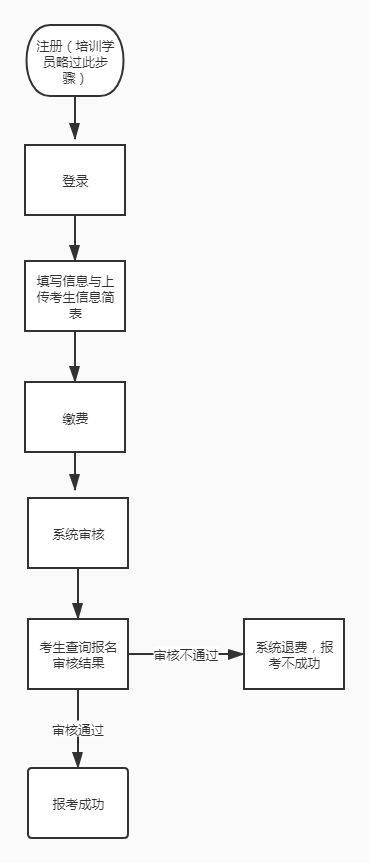 注册（培训学
员略过此步
骤）
登录
填写信息与上
传考生信息简
表
缴费
系统审核
考生查询报名
审核结果
审核不通过
系统退费，报
考不成功
审核通过
报考成功